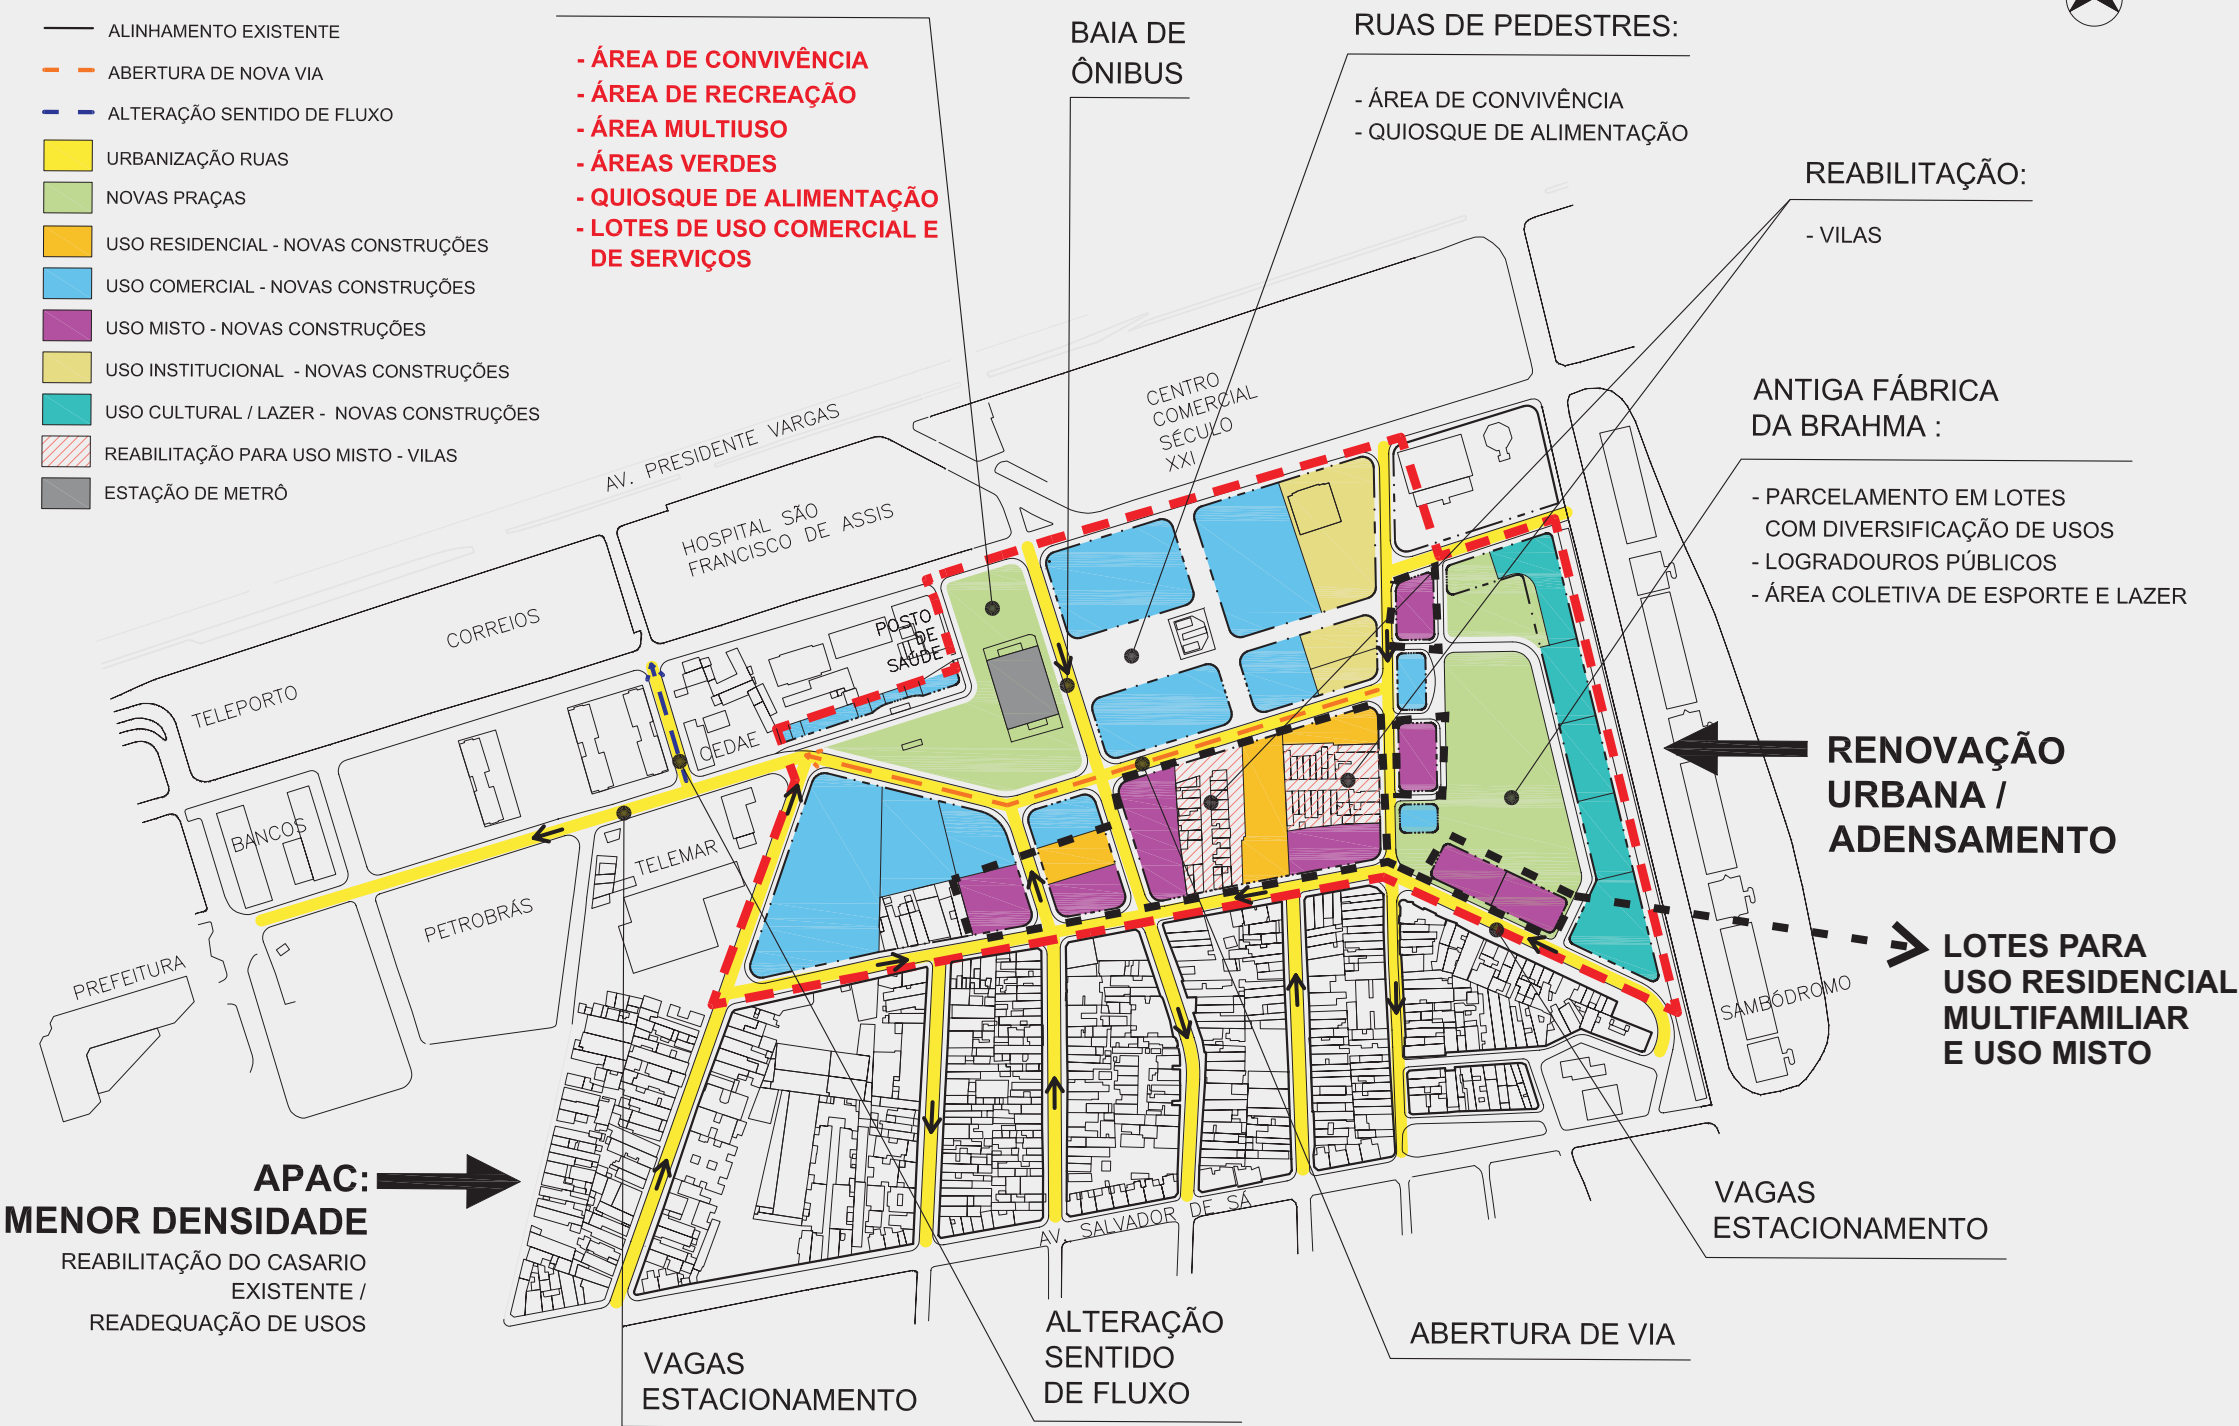 ALINHAMENTO EXISTENTE
ABERTURA DE NOVA VIA
ALTERAÇÃO SENTIDO DE FLUXO
URBANIZAÇÃO RUAS
NOVAS PRAÇAS
USO RESIDENCIAL - NOVAS CONSTRUÇÕES
USO COMERCIAL - NOVAS CONSTRUÇÕES
USO MISTO - NOVAS CONSTRUÇÕES
USO INSTITUCIONAL - NOVAS CONSTRUÇÕES
USO CULTURAL / LAZER - NOVAS CONSTRUÇÕES
REABILITAÇÃO PARA USO MISTO - VILAS
ESTAÇÃO DE METRÔ
- ÁREA DE CONVIVÊNCIA
- ÁREA DE RECREAÇÃO
- ÁREA MULTIUSO
- ÁREAS VERDES
- QUIOSQUE DE ALIMENTAÇÃO
- LOTES DE USO COMERCIAL E
DE SERVIÇOS
BAIA DE
ÔNIBUS
RUAS DE PEDESTRES:
- ÁREA DE CONVIVÊNCIA
- QUIOSQUE DE ALIMENTAÇÃO
REABILITAÇÃO:
- VILAS
ANTIGA FÁBRICA
DA BRAHMA :
- PARCELAMENTO EM LOTES
COM DIVERSIFICAÇÃO DE USOS
- LOGRADOUROS PÚBLICOS
- ÁREA COLETIVA DE ESPORTE E LAZER
CENTRO
COMERCIAL
SÉCULO
XXI
AV. PRESIDENTE VARGAS
HOSPITAL SÃO
FRANCISCO DE ASSIS
CORREIOS
POSTO
DE
SAÚDE
TELEPORTO
CEDAE
BANCOS
TELEMAR
PETROBRÁS
PREFEITURA
RENOVAÇÃO
URBANA /
ADENSAMENTO
LOTES PARA
USO RESIDENCIAL
MULTIFAMILIAR
E USO MISTO
SAMBÓDROMO
APAC:
MENOR DENSIDADE
REABILITAÇÃO DO CASARIO
EXISTENTE /
READEQUAÇÃO DE USOS
AV. SALVADOR DE SA
VAGAS
ESTACIONAMENTO
ALTERAÇÃO
SENTIDO
DE FLUXO
ABERTURA DE VIA
VAGAS
ESTACIONAMENTO